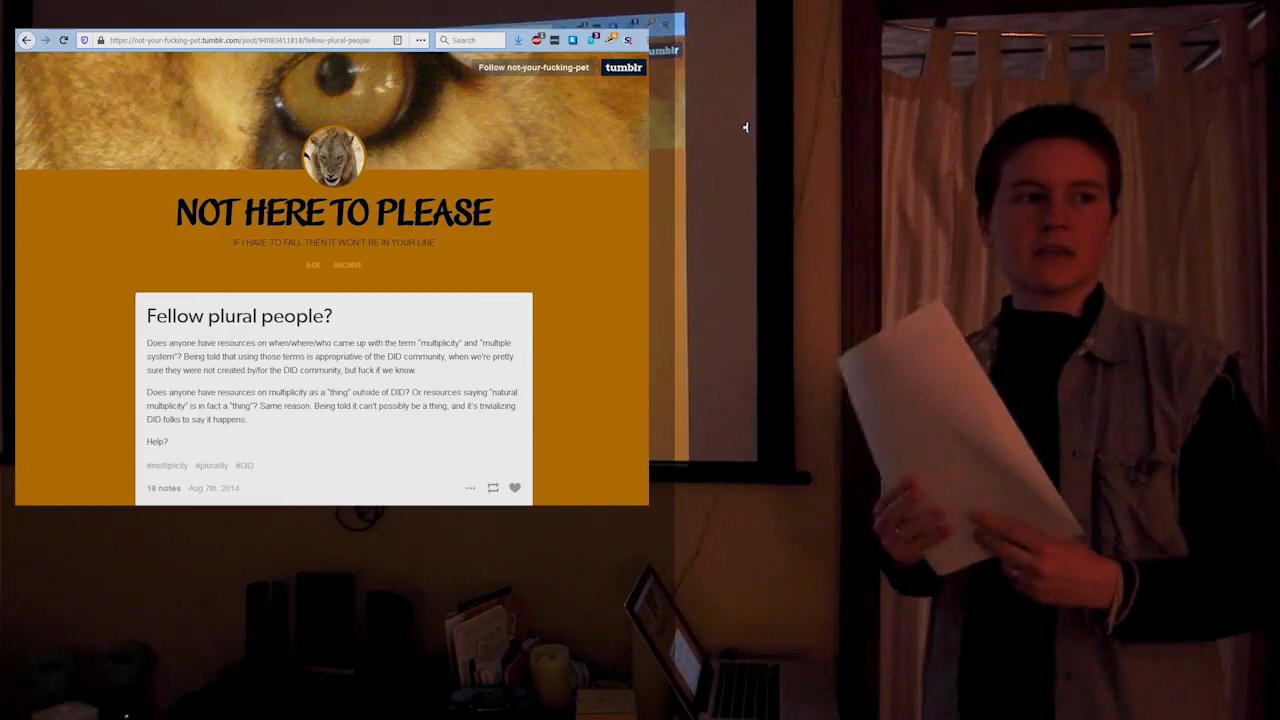 https://not-your-fucking-pet.tumblr.com/post/94083411818/fellow-plural-people
Search
Follow not-your-fucking-pet
tumblr
tumblr
NOT HERE TO PLEASE
IF I HAVE TO FALL THEN IT WON'T BE IN YOUR LINE
ASK ARCHIVE
Fellow plural people?
Does anyone have resources on when/where/who came up with the term "multiplicity" and "multiple
system"? Being told that using those terms is appropriative of the DID community, when we're pretty
sure they were not created by/for the DID community, but fuck if we know.
Does anyone have resources on multiplicity as a "thing" outside of DID? Or resources saying "natural
multiplicity" is in fact a "thing"? Same reason. Being told it can't possibly be a thing, and it's trivializing
DID folks to say it happens.
Help?
#multiplicity #plurality #DID
18 notes Aug 7th, 2014